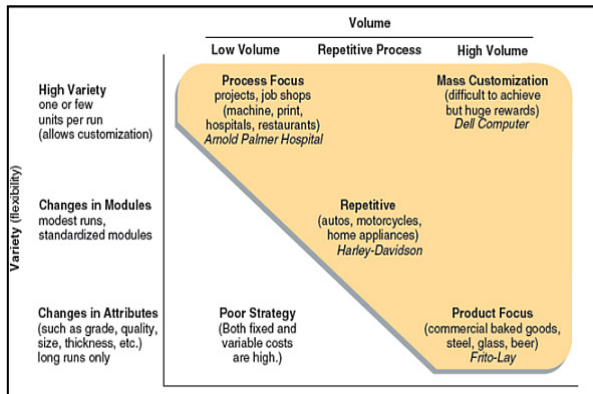 Volume
Low Volume
Repetitive Process
High Volume
Variety (flexibility)
High Variety
one or few
units per run
(allows customization)
Process Focus
projects, job shops
(machine, print,
hospitals, restaurants)
Arnold Palmer Hospital
Mass Customization
(difficult to achieve
but huge rewards)
Dell Computer
Changes in Modules
modest runs,
standardized modules
Repetitive
(autos, motorcycles,
home appliances)
Harley-Davidson
Changes in Attributes
(such as grade, quality,
size, thickness, etc.)
long runs only
Poor Strategy
(Both fixed and
variable costs
are high.)
Product Focus
(commercial baked goods,
steel, glass, beer)
Frito-Lay